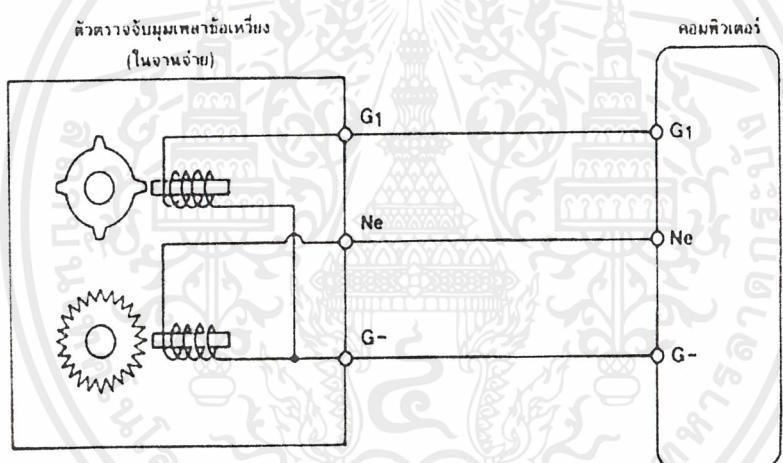 ตัวตรวจจับมุมเพลาข้อเหวี่ยง
(ในจานจ่าย)
คอมพิวเตอร์
G1
G1
Ne
Ne
G-
G-